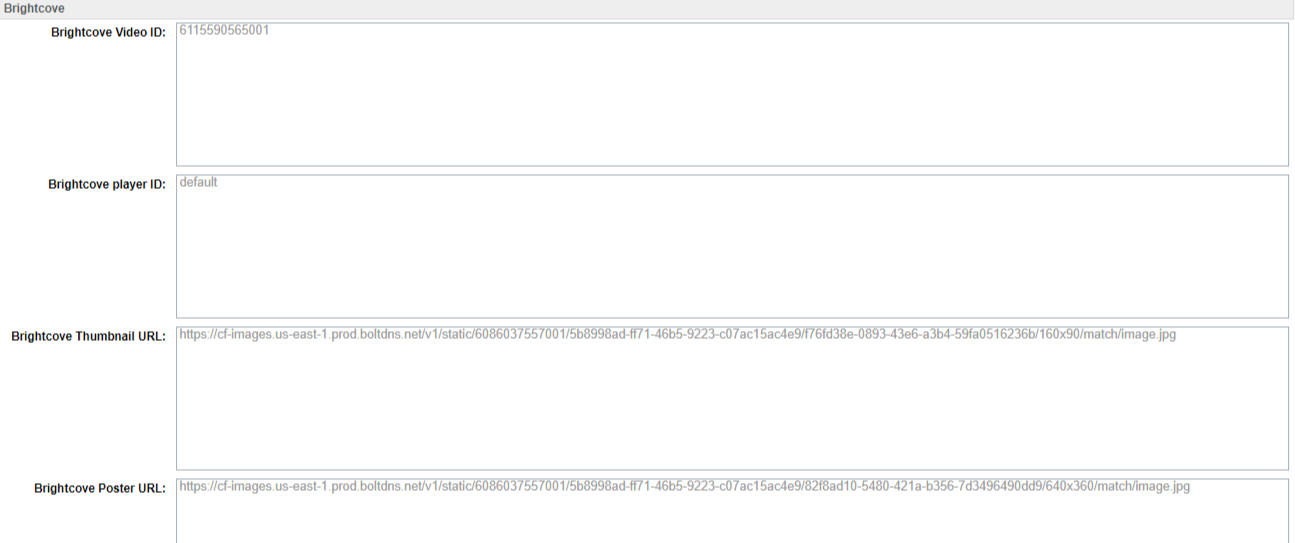 Brightcove
Brightcove Video ID: 6115590565001
Brightcove player ID: default
Brightcove Thumbnail URL: https://cf-images.us-east-1.prod.boltdns.net/v1/static/6086037557001/5b8998ad-ff71-46b5-9223-c07ac15ac4e9/f76fd38e-0893-43e6-a3b4-59fa0516236b/160x90/match/image.jpg
Brightcove Poster URL: https://cf-images.us-east-1.prod.boltdns.net/v1/static/6086037557001/5b8998ad-ff71-46b5-9223-c07ac15ac4e9/82f8ad10-5480-421a-b356-7d3496490dd9/640x360/match/image.jpg